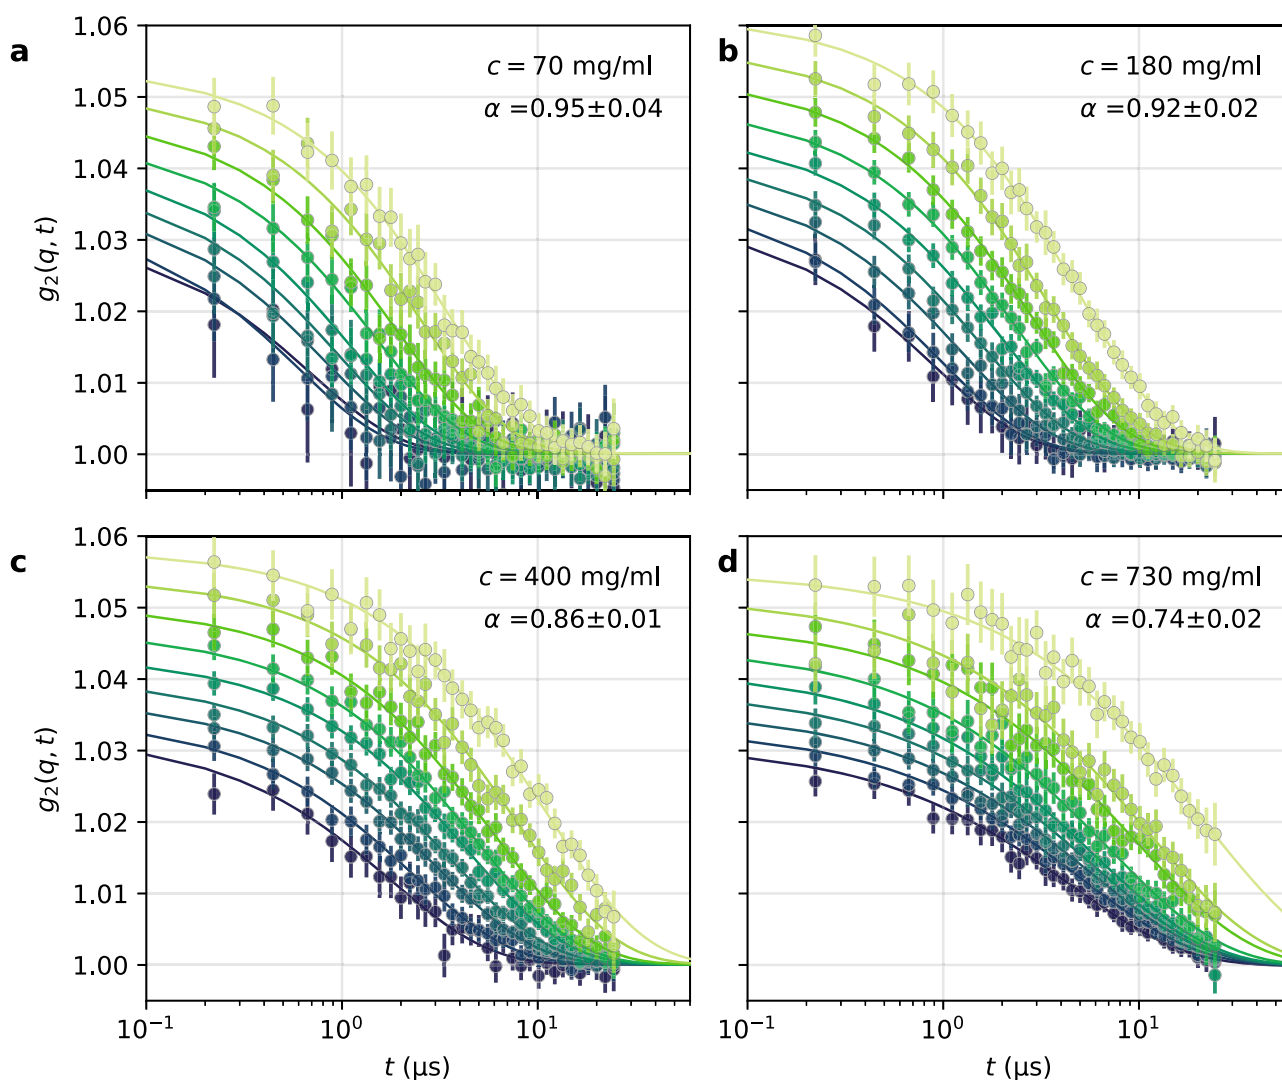 a
b
c = 70 mg/ml
α =0.95±0.04
c = 180 mg/ml
α =0.92±0.02
1.06
1.05
1.04
1.03
1.02
1.01
1.00
g₂(q, t)
c
d
c = 400 mg/ml
α =0.86±0.01
c = 730 mg/ml
α =0.74±0.02
1.06
1.05
1.04
1.03
1.02
1.01
1.00
g₂(q, t)
10⁻¹
10⁰
10¹
10⁻¹
10⁰
10¹
t (μs)
t (μs)